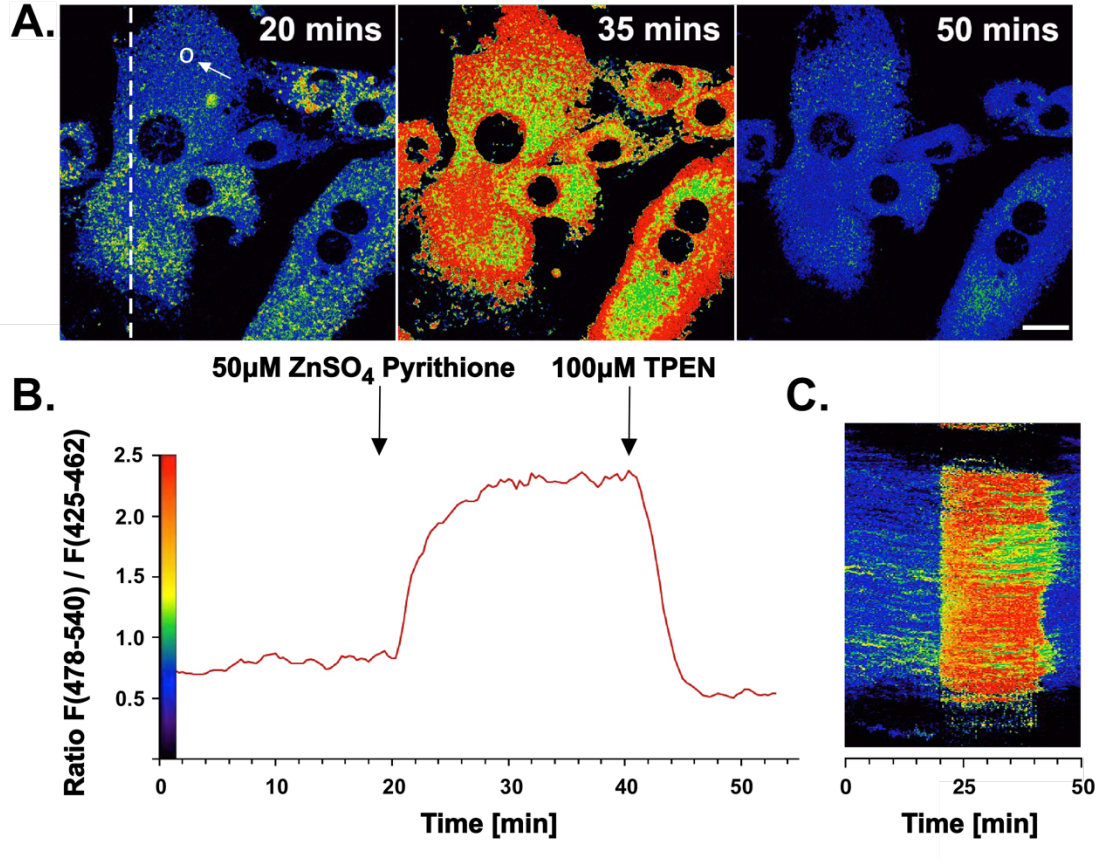 A.
20 mins
35 mins
50 mins
O
50µM ZnSO4 Pyrithione
100µM TPEN
B.
C.
Ratio F(478-540) / F(425-462)
2.5
2.0
1.5
1.0
0.5
0 10 20 30 40 50
Time [min]
0 25 50
Time [min]